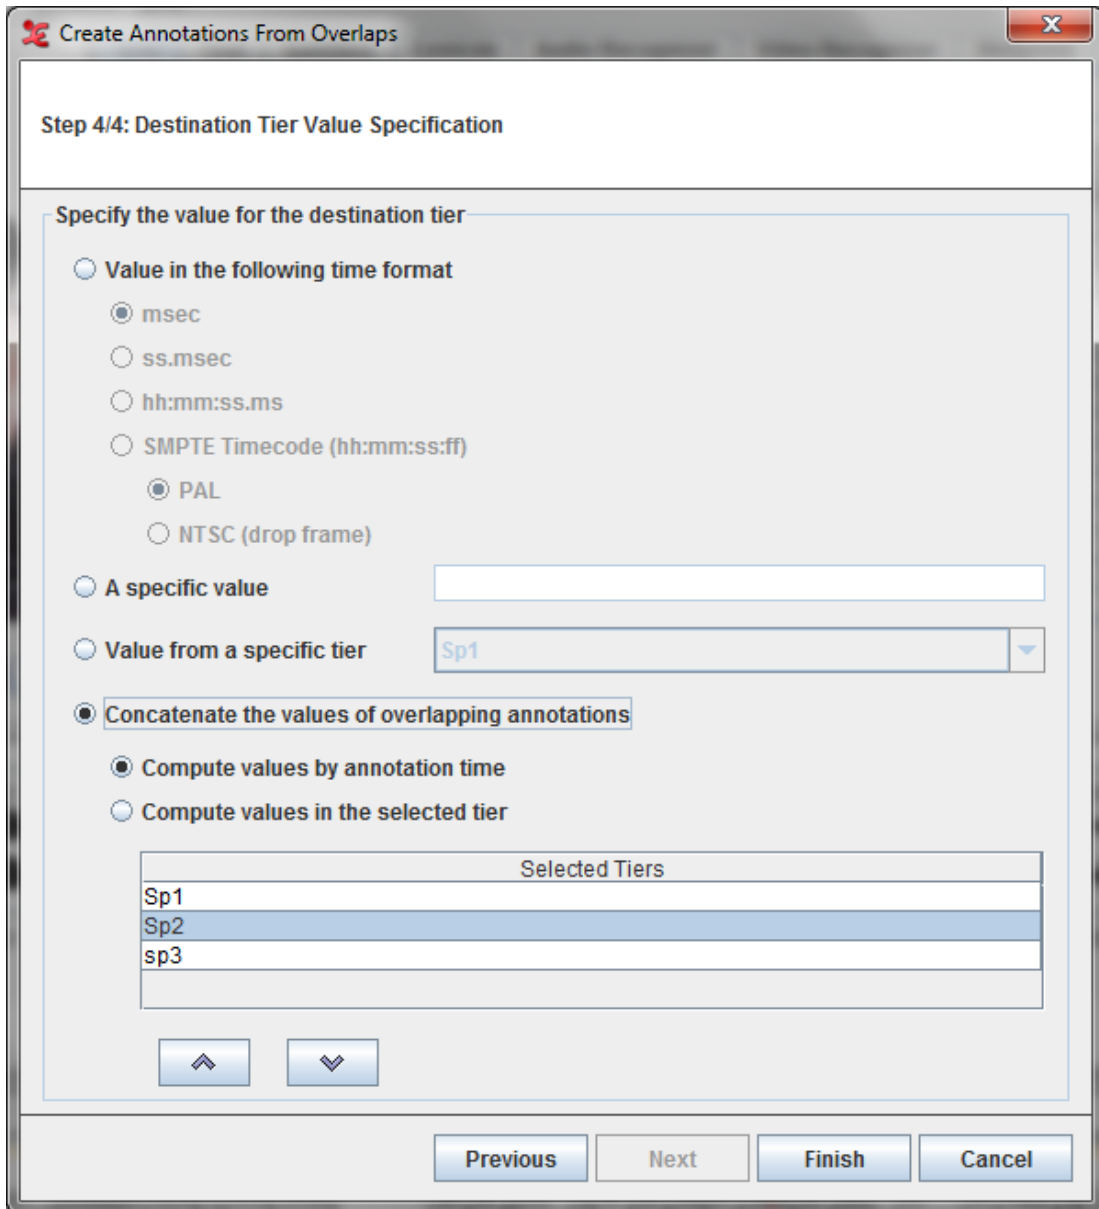 Create Annotations From Overlaps
Step 4/4: Destination Tier Value Specification
Specify the value for the destination tier
Value in the following time format
msec
ss.msec
hh:mm:ss.ms
SMPTE Timecode (hh:mm:ss:ff)
PAL
NTSC (drop frame)
A specific value
Value from a specific tier Sp1
Concatenate the values of overlapping annotations
Compute values by annotation time
Compute values in the selected tier
Selected Tiers
Sp1
Sp2
sp3
Previous Next Finish Cancel